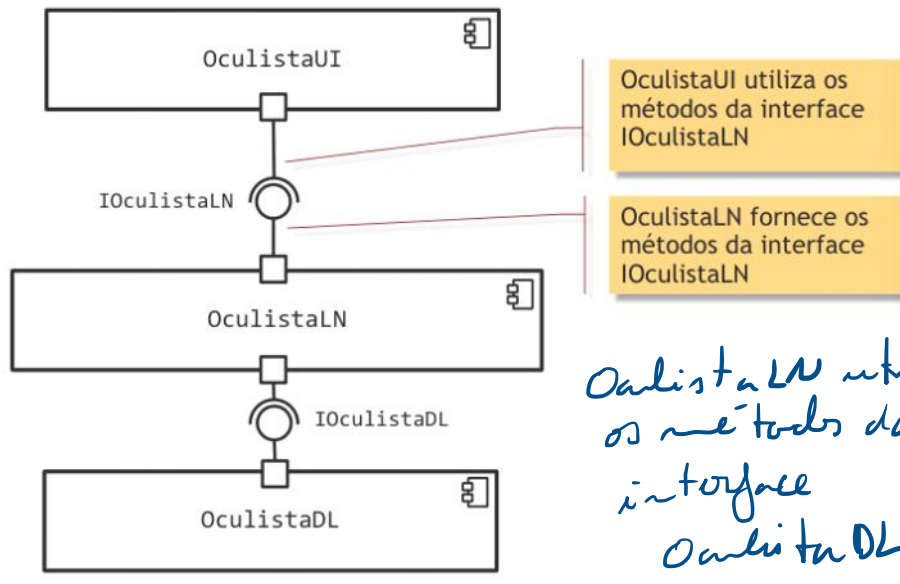 OculistaUI
OculistaUI utiliza os
métodos da interface
IOculistaLN
IOculistaLN
OculistaLN fornece os
métodos da interface
IOculistaLN
OculistaLN
IOculistaDL
OculistaDL
OculistaLN
os métodos
interface
OculistaDL